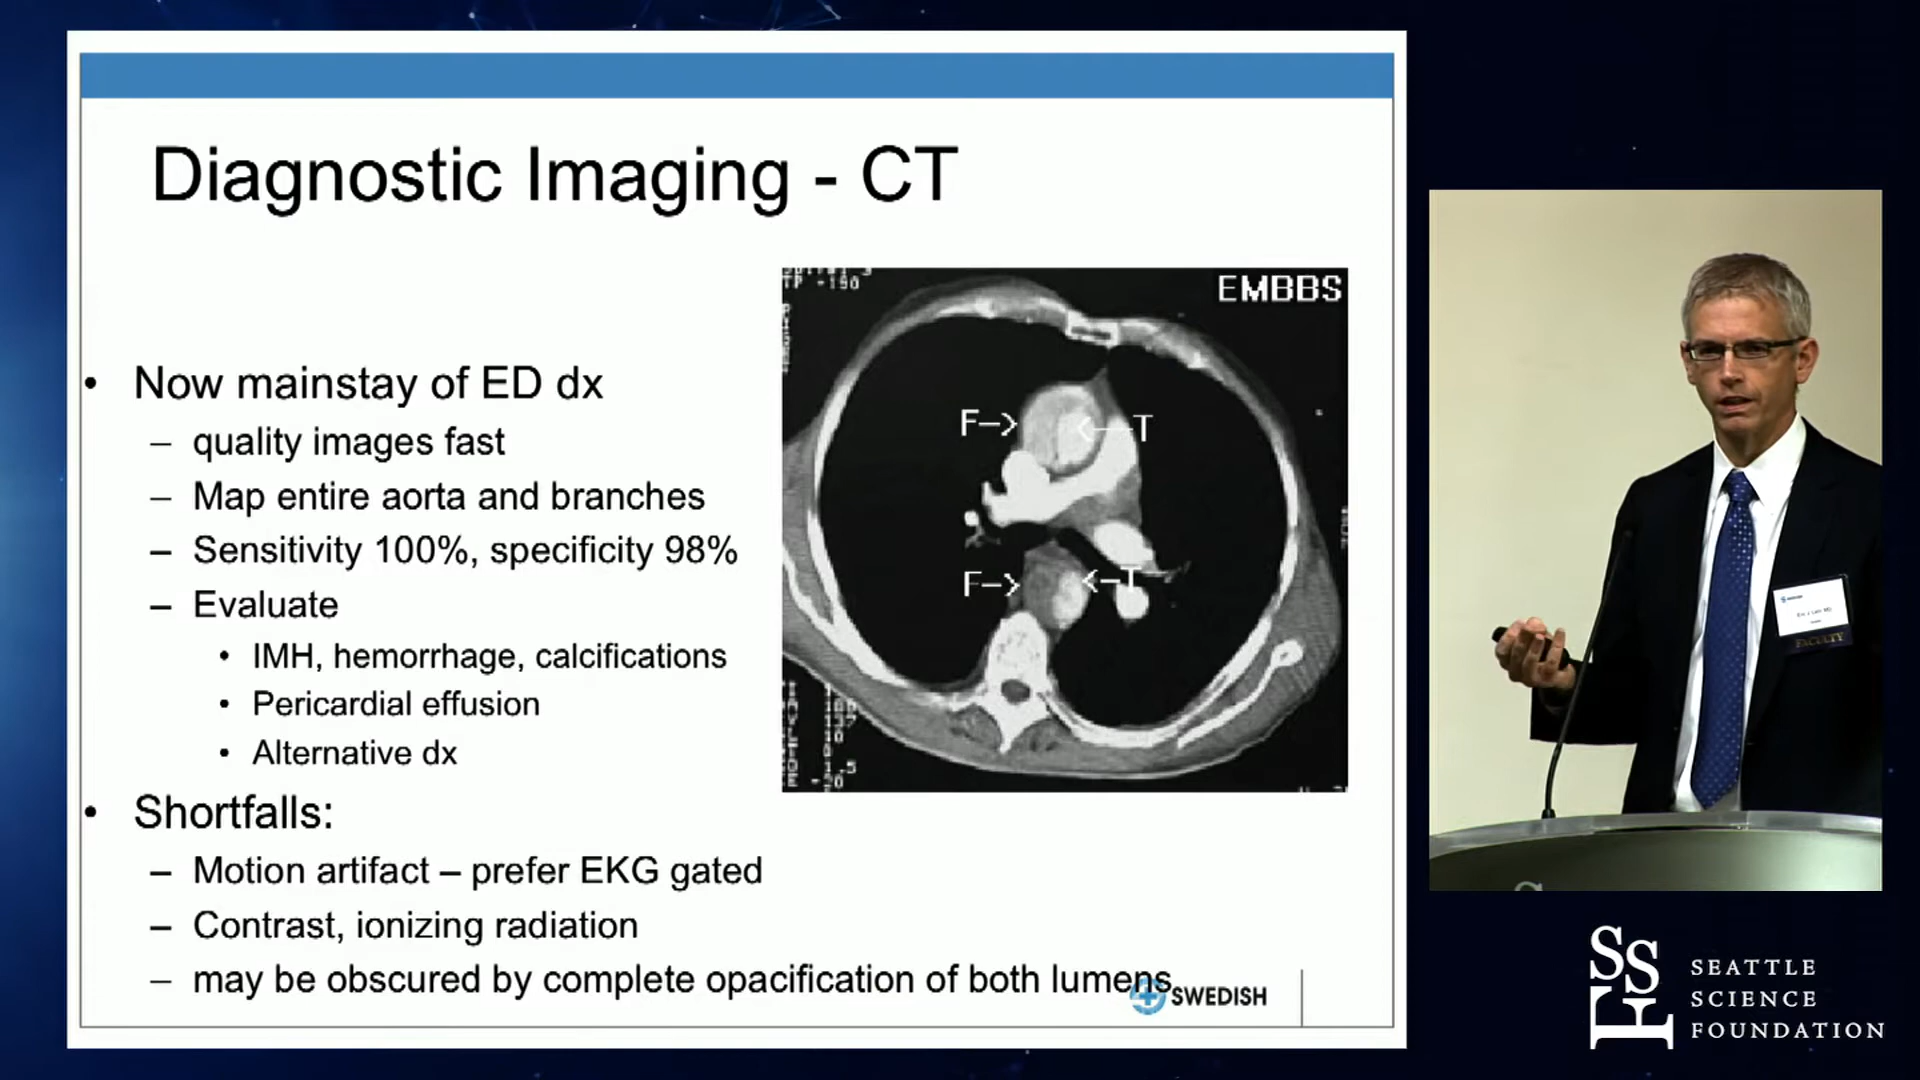 Diagnostic Imaging - CT
• Now mainstay of ED dx
– quality images fast
– Map entire aorta and branches
– Sensitivity 100%, specificity 98%
– Evaluate
• IMH, hemorrhage, calcifications
• Pericardial effusion
• Alternative dx
• Shortfalls:
– Motion artifact – prefer EKG gated
– Contrast, ionizing radiation
– may be obscured by complete opacification of both lumens
EMBBS
F
T
F
T
SWEDISH
FACULTY
SSF
SEATTLE
SCIENCE
FOUNDATION